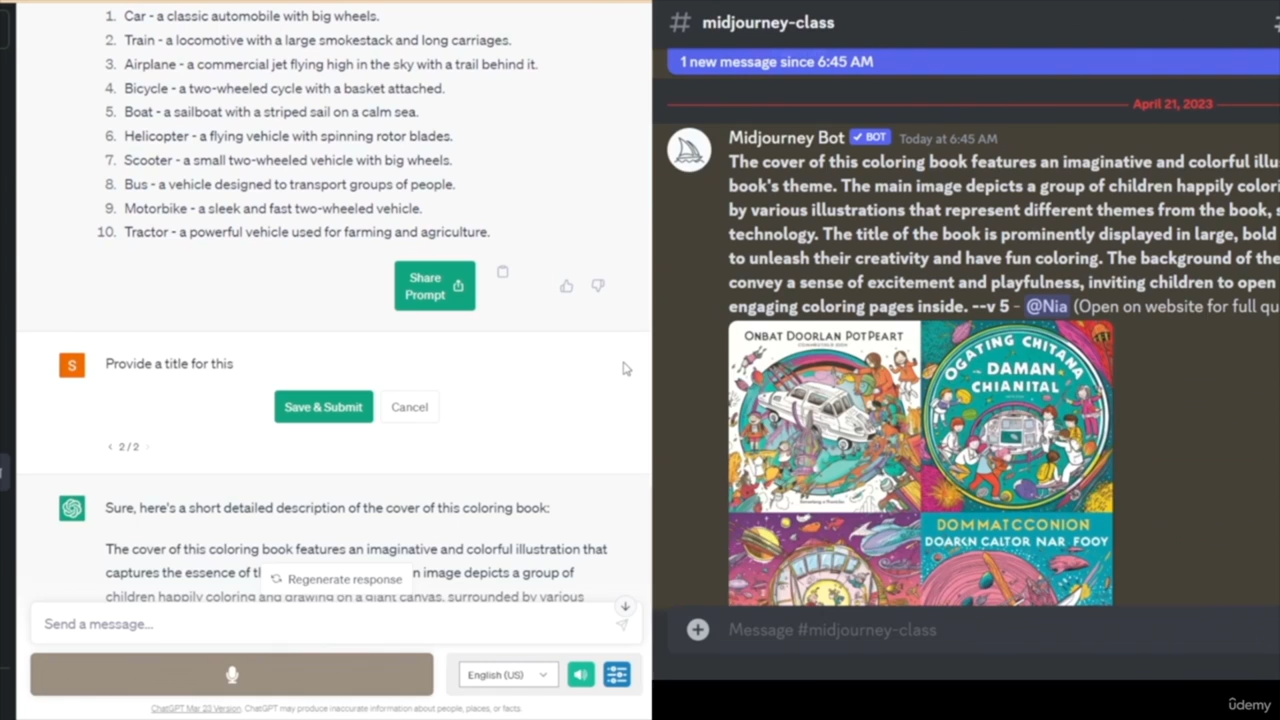 1. Car - a classic automobile with big wheels.
2. Train - a locomotive with a large smokestack and long carriages.
3. Airplane - a commercial jet flying high in the sky with a trail behind it.
4. Bicycle - a two-wheeled cycle with a basket attached.
5. Boat - a sailboat with a striped sail on a calm sea.
6. Helicopter - a flying vehicle with spinning rotor blades.
7. Scooter - a small two-wheeled vehicle with big wheels.
8. Bus - a vehicle designed to transport groups of people.
9. Motorbike - a sleek and fast two-wheeled vehicle.
10. Tractor - a powerful vehicle used for farming and agriculture.
Share
Prompt
S
Provide a title for this
Save & Submit
Cancel
< 2 / 2 >
Sure, here's a short detailed description of the cover of this coloring book:
The cover of this coloring book features an imaginative and colorful illustration that
captures the essence of t
n image depicts a group of
Regenerate response
children happily coloring and drawing on a giant canvas, surrounded by various
Send a message...
English (US)
ChatGPT Mar 23 Version. ChatGPT may produce inaccurate information about people, places, or facts.
# midjourney-class
1 new message since 6:45 AM
April 21, 2023
Midjourney Bot ✓ BOT Today at 6:45 AM
The cover of this coloring book features an imaginative and colorful illu
book's theme. The main image depicts a group of children happily colori
by various illustrations that represent different themes from the book, s
technology. The title of the book is prominently displayed in large, bold
to unleash their creativity and have fun coloring. The background of the
convey a sense of excitement and playfulness, inviting children to open
engaging coloring pages inside. --v 5 - @Nia (Open on website for full qu
ONBAT DOORLAN POTPEART
OGATING CHITANA
DAMAN
CHIANITAL
DOMMATCCONION
DOARKN CALTOR NAR FOOY
Message #midjourney-class
ûdemy